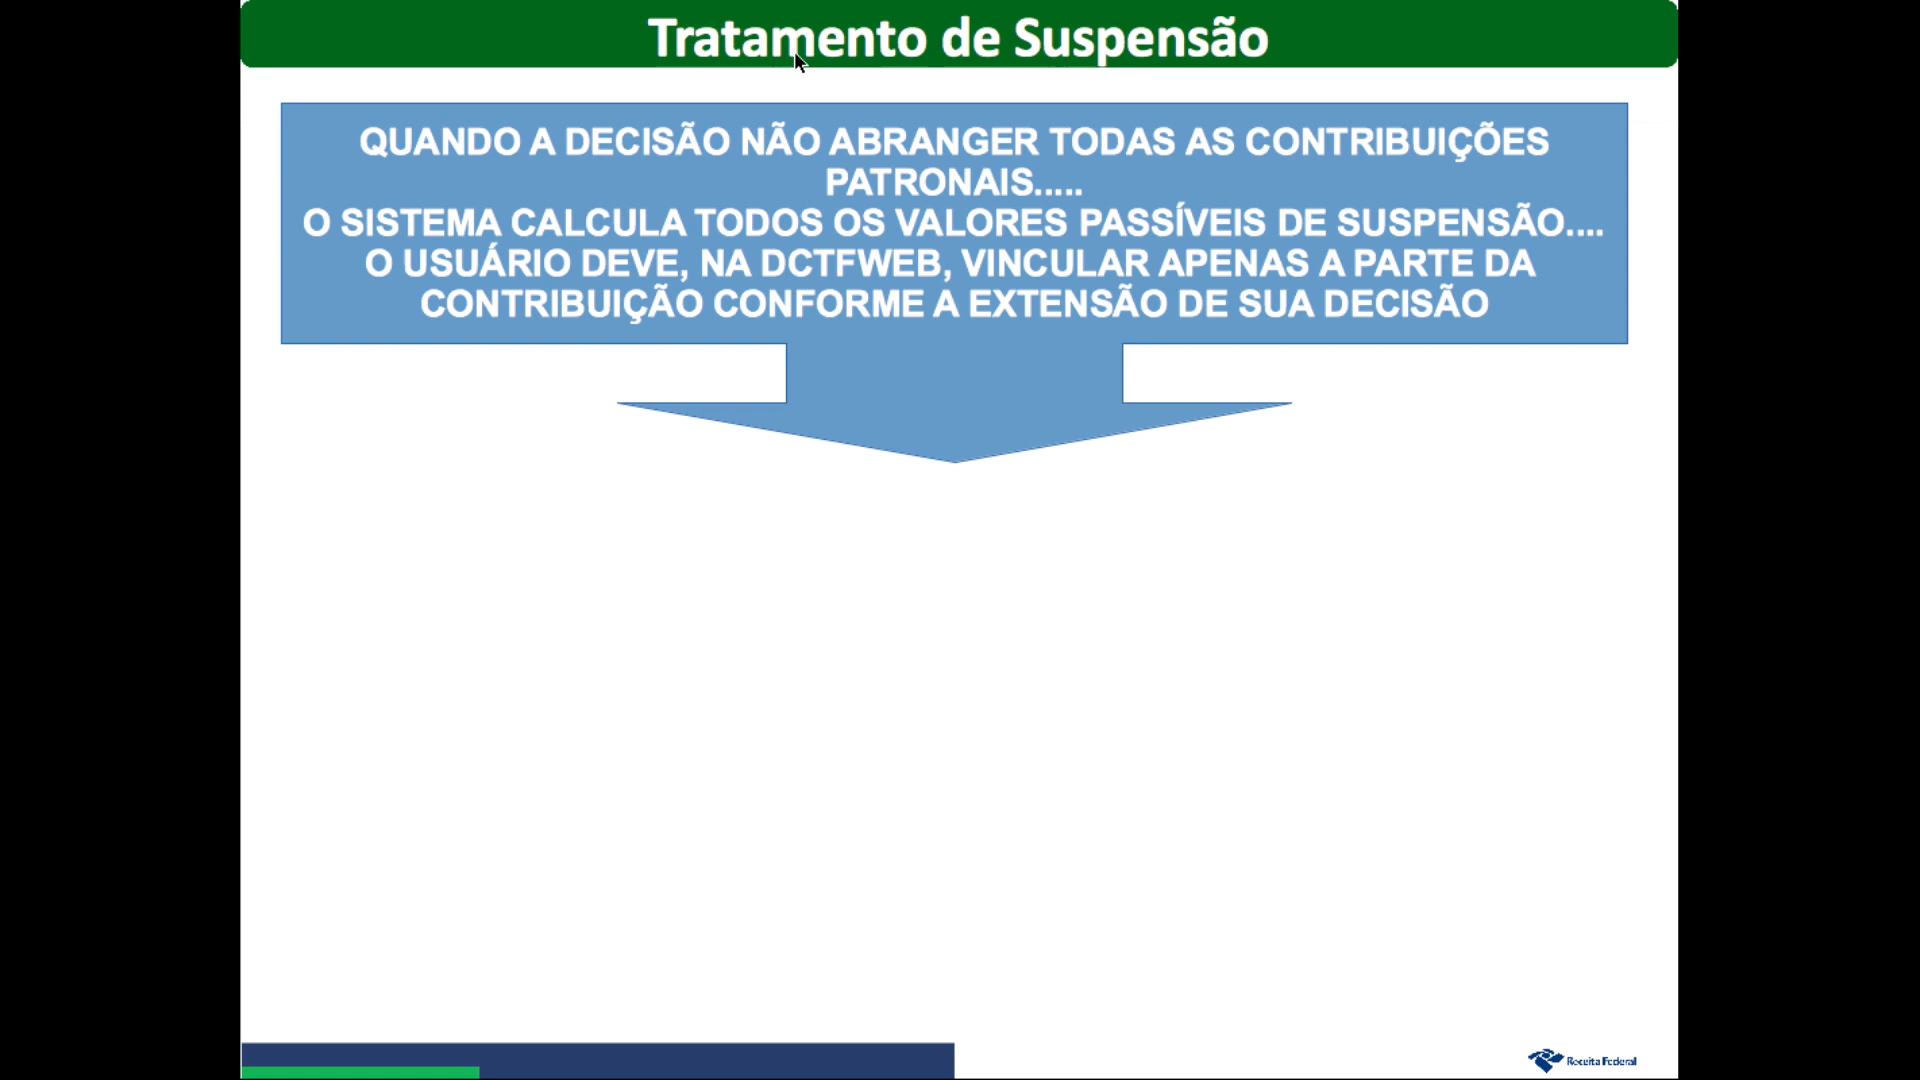 Tratamento de Suspensão
QUANDO A DECISÃO NÃO ABRANGER TODAS AS CONTRIBUIÇÕES
PATRONAIS.....
O SISTEMA CALCULA TODOS OS VALORES PASSÍVEIS DE SUSPENSÃO....
O USUÁRIO DEVE, NA DCTFWEB, VINCULAR APENAS A PARTE DA
CONTRIBUIÇÃO CONFORME A EXTENSÃO DE SUA DECISÃO
Receita Federal